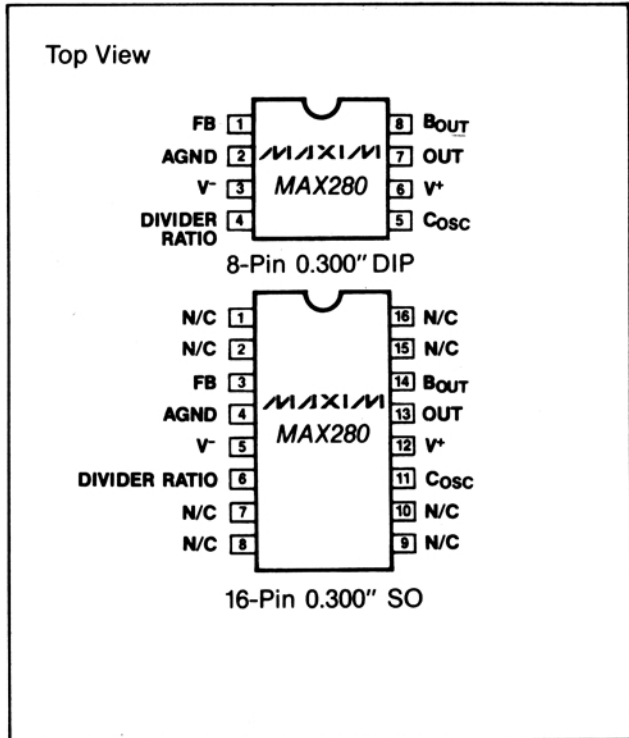 Top View
FB 1 8 BOUT
AGND 2 MAXIM 7 OUT
V- 3 MAX280 6 V+
DIVIDER RATIO 4 5 COSC
8-Pin 0.300" DIP
N/C 1 16 N/C
N/C 2 15 N/C
FB 3 14 BOUT
AGND 4 MAXIM 13 OUT
V- 5 MAX280 12 V+
DIVIDER RATIO 6 11 COSC
N/C 7 10 N/C
N/C 8 9 N/C
16-Pin 0.300" SO